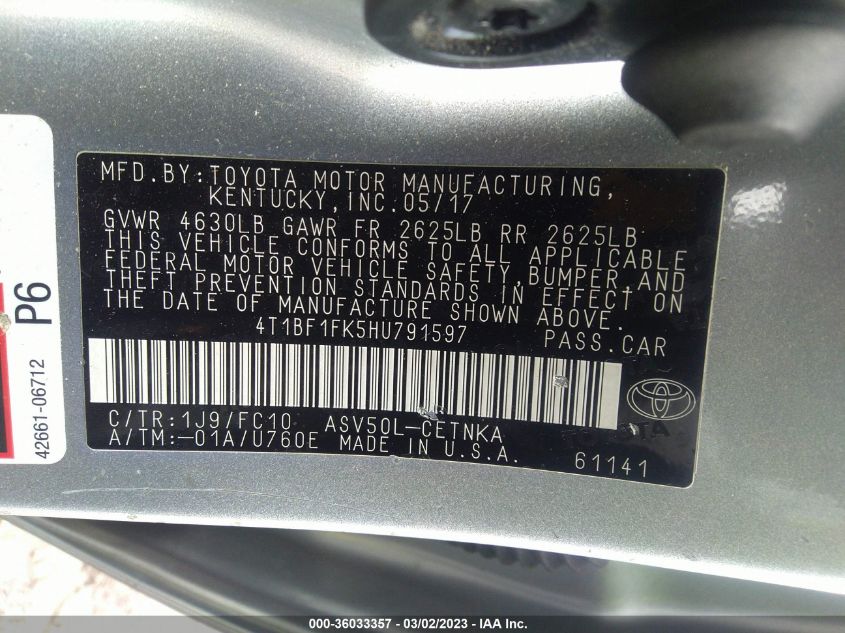 MFD.BY:TOYOTA MOTOR MANUFACTURING,
KENTUCKY,INC.05/17
GVWR 4630LB GAWR FR 2625LB RR 2625LB
THIS VEHICLE CONFORMS TO ALL APPLICABLE
FEDERAL MOTOR VEHICLE SAFETY,BUMPER,AND
THEFT PREVENTION STANDARDS IN EFFECT ON
THE DATE OF MANUFACTURE SHOWN ABOVE.
4T1BF1FK5HU791597 PASS.CAR
C/TR:1J9/FC10 ASV50L-CETNKA
A/TM:-01A/U760E MADE IN U.S.A.
61141
P6
42661-06712
000-36033357 - 03/02/2023 - IAA Inc.